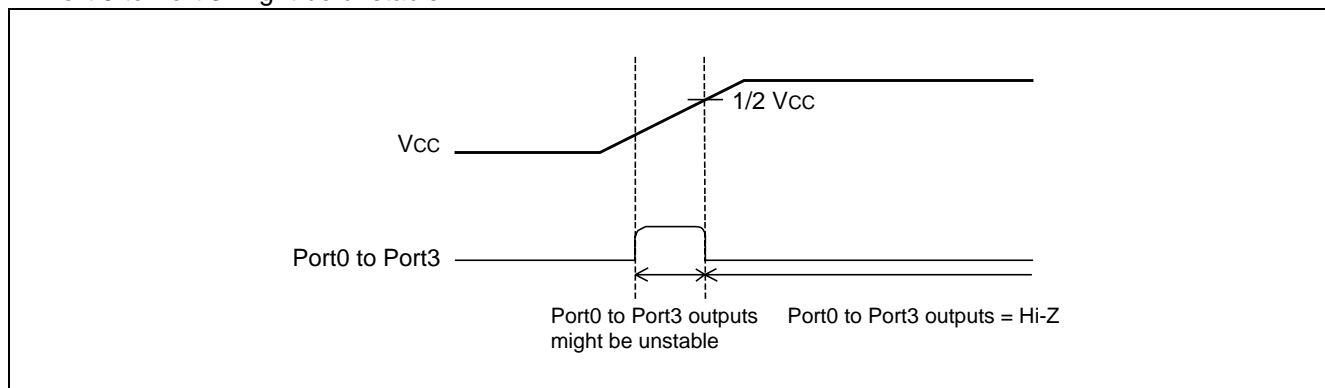 1/2 VCC
VCC
Port0 to Port3
Port0 to Port3 outputs
might be unstable
Port0 to Port3 outputs = Hi-Z